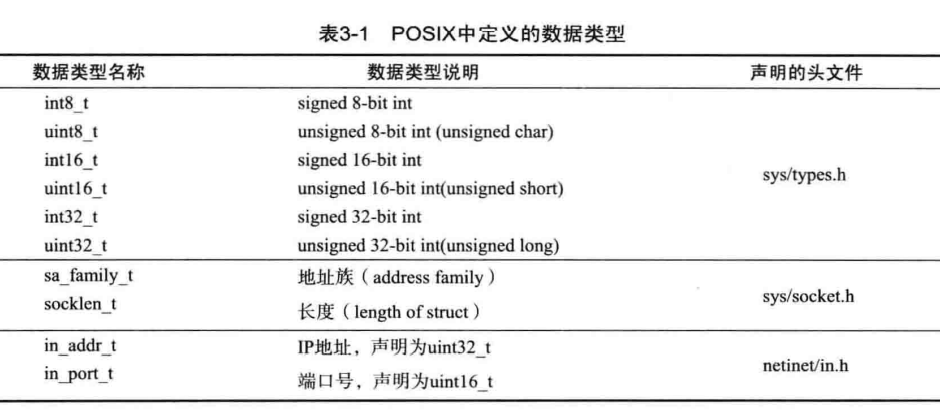 表3-1 POSIX中定义的数据类型
数据类型名称 数据类型说明 声明的头文件
int8_t signed 8-bit int
uint8_t unsigned 8-bit int (unsigned char)
int16_t signed 16-bit int
sys/types.h
uint16_t unsigned 16-bit int(unsigned short)
int32_t signed 32-bit int
uint32_t unsigned 32-bit int(unsigned long)
sa_family_t 地址族（address family）
sys/socket.h
socklen_t 长度（length of struct）
in_addr_t IP地址，声明为uint32_t
netinet/in.h
in_port_t 端口号，声明为uint16_t